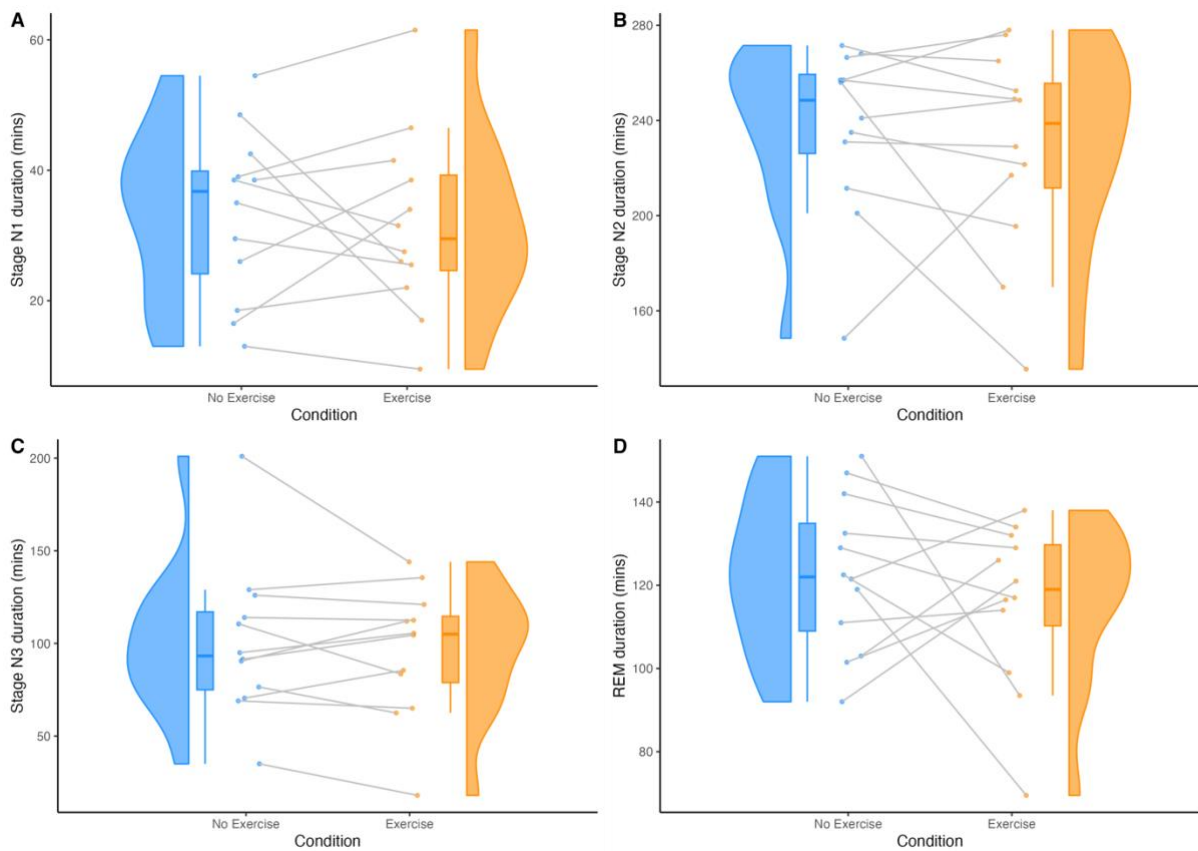 A
Stage N1 duration (mins)
60
40
20
No Exercise Exercise
Condition
B
Stage N2 duration (mins)
280
240
200
160
No Exercise Exercise
Condition
C
Stage N3 duration (mins)
200
150
100
50
No Exercise Exercise
Condition
D
REM duration (mins)
140
120
100
80
No Exercise Exercise
Condition